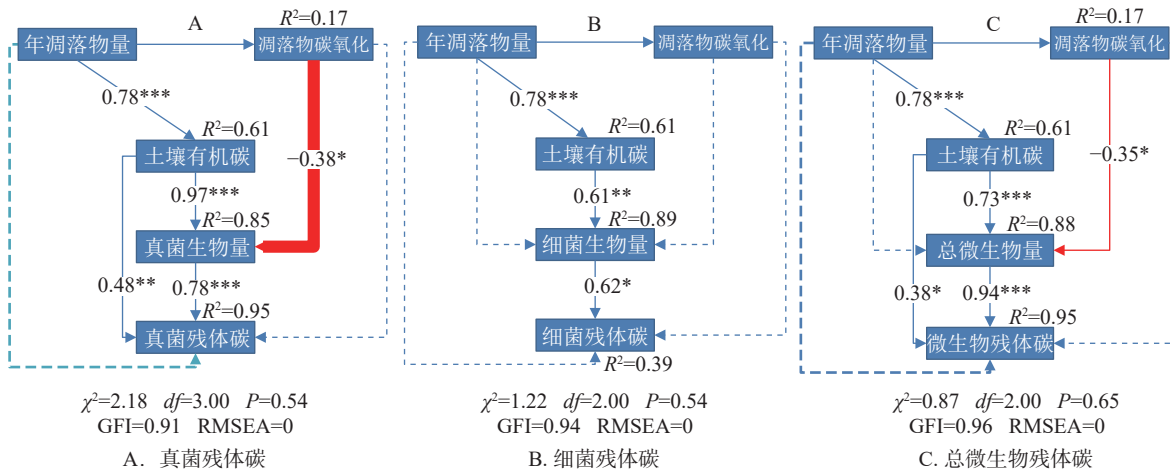 A
R²=0.17
年凋落物量
凋落物碳氧化
0.78***
R²=0.61
土壤有机碳
−0.38*
0.97***
R²=0.85
真菌生物量
0.48**
0.78***
R²=0.95
真菌残体碳
χ²=2.18 df=3.00 P=0.54
GFI=0.91 RMSEA=0
A. 真菌残体碳
B
年凋落物量
凋落物碳氧化
0.78***
R²=0.61
土壤有机碳
0.61**
R²=0.89
细菌生物量
0.62*
细菌残体碳
R²=0.39
χ²=1.22 df=2.00 P=0.54
GFI=0.94 RMSEA=0
B. 细菌残体碳
C
R²=0.17
年凋落物量
凋落物碳氧化
0.78***
R²=0.61
土壤有机碳
−0.35*
0.73***
R²=0.88
总微生物量
0.38*
0.94***
R²=0.95
微生物残体碳
χ²=0.87 df=2.00 P=0.65
GFI=0.96 RMSEA=0
C. 总微生物残体碳